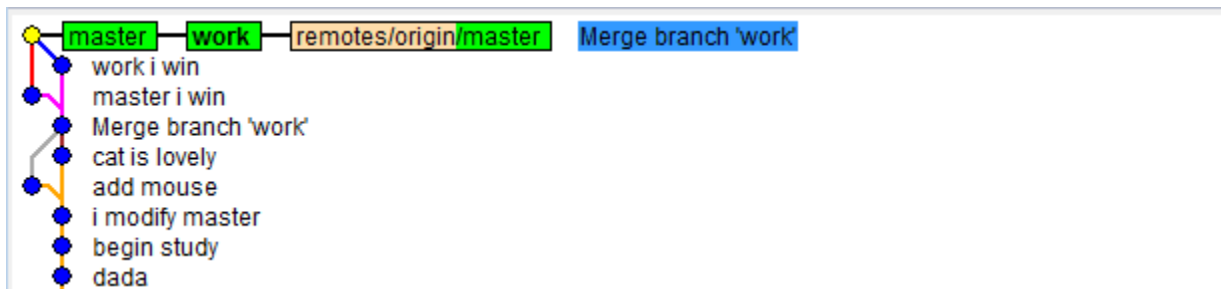 master work remotes/origin/master Merge branch 'work'
work i win
master i win
Merge branch 'work'
cat is lovely
add mouse
i modify master
begin study
dada